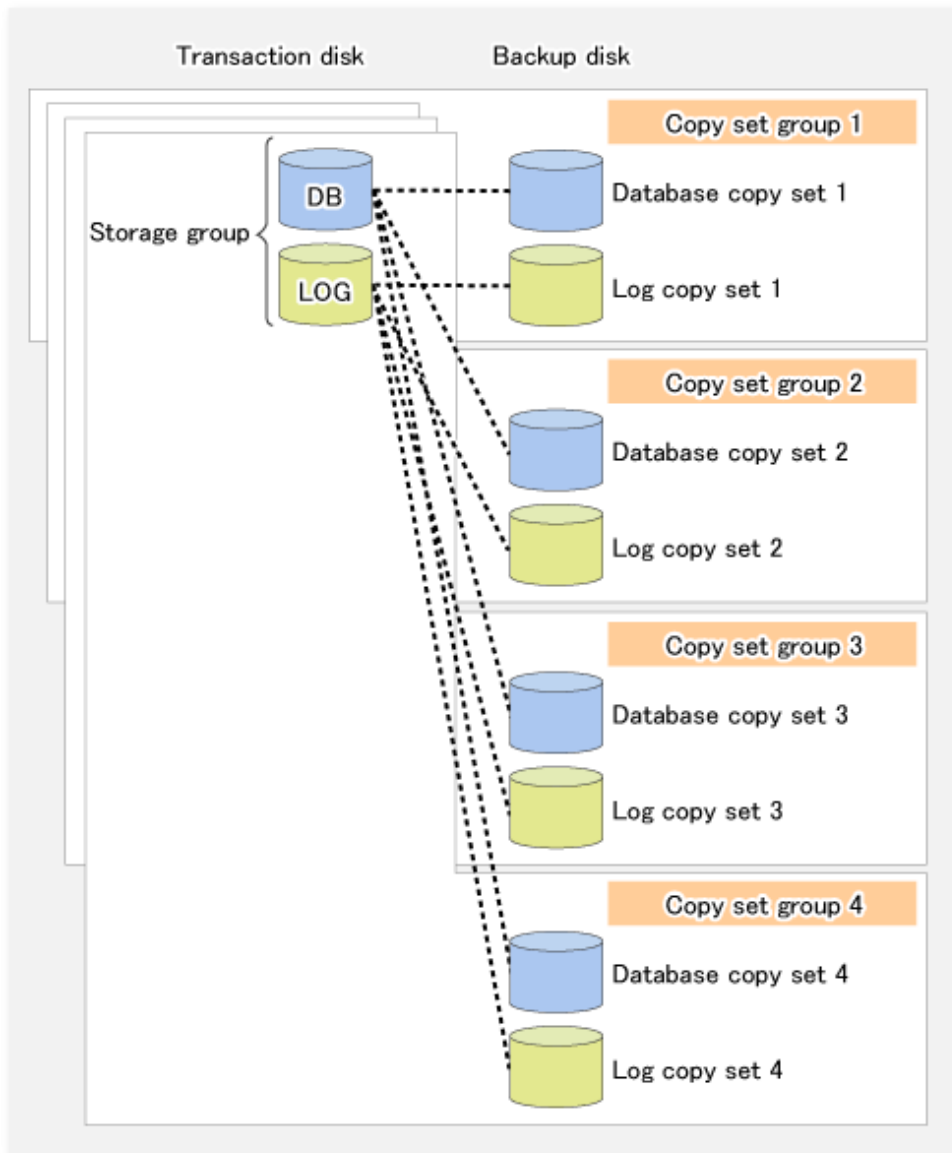 Transaction disk
Backup disk
Copy set group 1
DB
Database copy set 1
Storage group
LOG
Log copy set 1
Copy set group 2
Database copy set 2
Log copy set 2
Copy set group 3
Database copy set 3
Log copy set 3
Copy set group 4
Database copy set 4
Log copy set 4